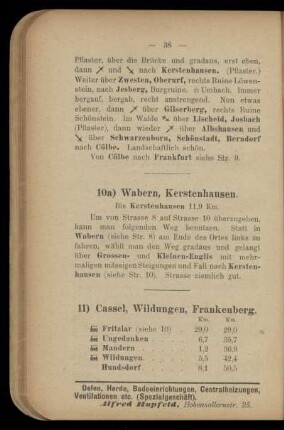 — 38 —
Pflaster, über die Brücke und gradaus, erst eben,
dann ↗ und ↘ nach Kerstenhausen. (Pflaster.)
Weiter über Zwesten, Oberurf, rechts Ruine Löwen-
stein, nach Jesberg, Burgruine. n Umbach. Immer
bergauf, bergab, recht anstrengend. Nun etwas
ebener, dann ↗ über Gilserberg, rechts Ruine
Schönstein. Im Walde über Lischeid, Josbach
(Pflaster), dann wieder ↗ über Albshausen und
↘ über Schwarzenborn, Schönstadt, Berndorf
nach Cölbe. Landschaftlich schön.
Von Cölbe nach Frankfurt siehe Str. 9.
10a) Wabern, Kerstenhausen.
Bis Kerstenhausen 11,9 Km.
Um von Strasse 8 auf Strasse 10 überzugehen,
kann man folgenden Weg benutzen. Statt in
Wabern (siehe Str. 8) am Ende des Ortes links zu
fahren, wählt man den Weg gradaus und gelangt
über Grossen- und Kleinen-Englis mit mehr-
maligen mässigen Steigungen und Fall nach Kersten-
hausen (siehe Str. 10). Strasse ziemlich gut.
11) Cassel, Wildungen, Frankenberg.
Km. Km.
Fritzlar (siehe 10) . 29,0 29,0
Ungedanken . . . 6,7 35,7
Mandern . . . 1,2 36,9
Wildungen . . . 5,5 42,4
Hundsdorf . . . 8,1 50,5
Oefen, Herde, Badeeinrichtungen, Centralheizungen,
Ventilationen etc. (Spezialgeschäft).
Alfred Hupfeld, Hohenzollernstr. 25.